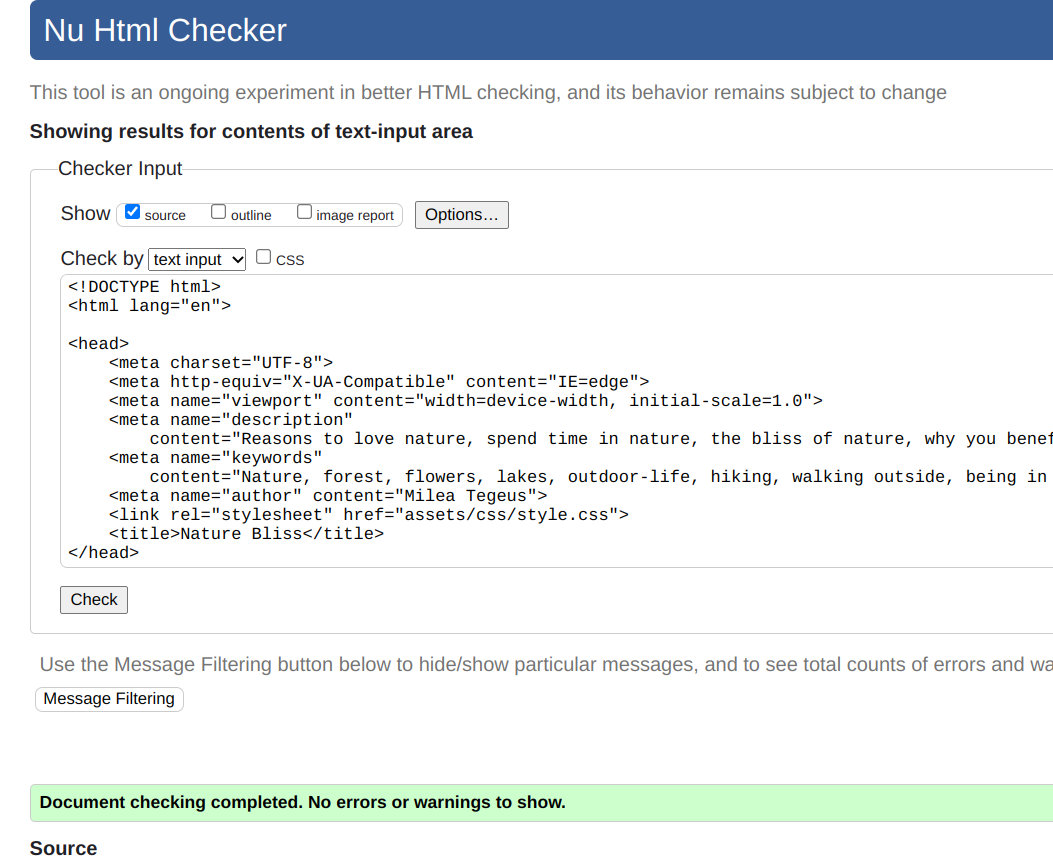 Nu Html Checker
This tool is an ongoing experiment in better HTML checking, and its behavior remains subject to change
Showing results for contents of text-input area
Checker Input
Show source outline image report Options…
Check by text input CSS
<!DOCTYPE html>
<html lang="en">
<head>
    <meta charset="UTF-8">
    <meta http-equiv="X-UA-Compatible" content="IE=edge">
    <meta name="viewport" content="width=device-width, initial-scale=1.0">
    <meta name="description"
        content="Reasons to love nature, spend time in nature, the bliss of nature, why you
    <meta name="keywords"
        content="Nature, forest, flowers, lakes, outdoor-life, hiking, walking outside, being in
    <meta name="author" content="Milea Tegeus">
    <link rel="stylesheet" href="assets/css/style.css">
    <title>Nature Bliss</title>
</head>
Check
Use the Message Filtering button below to hide/show particular messages, and to see total counts of errors and
Message Filtering
Document checking completed. No errors or warnings to show.
Source